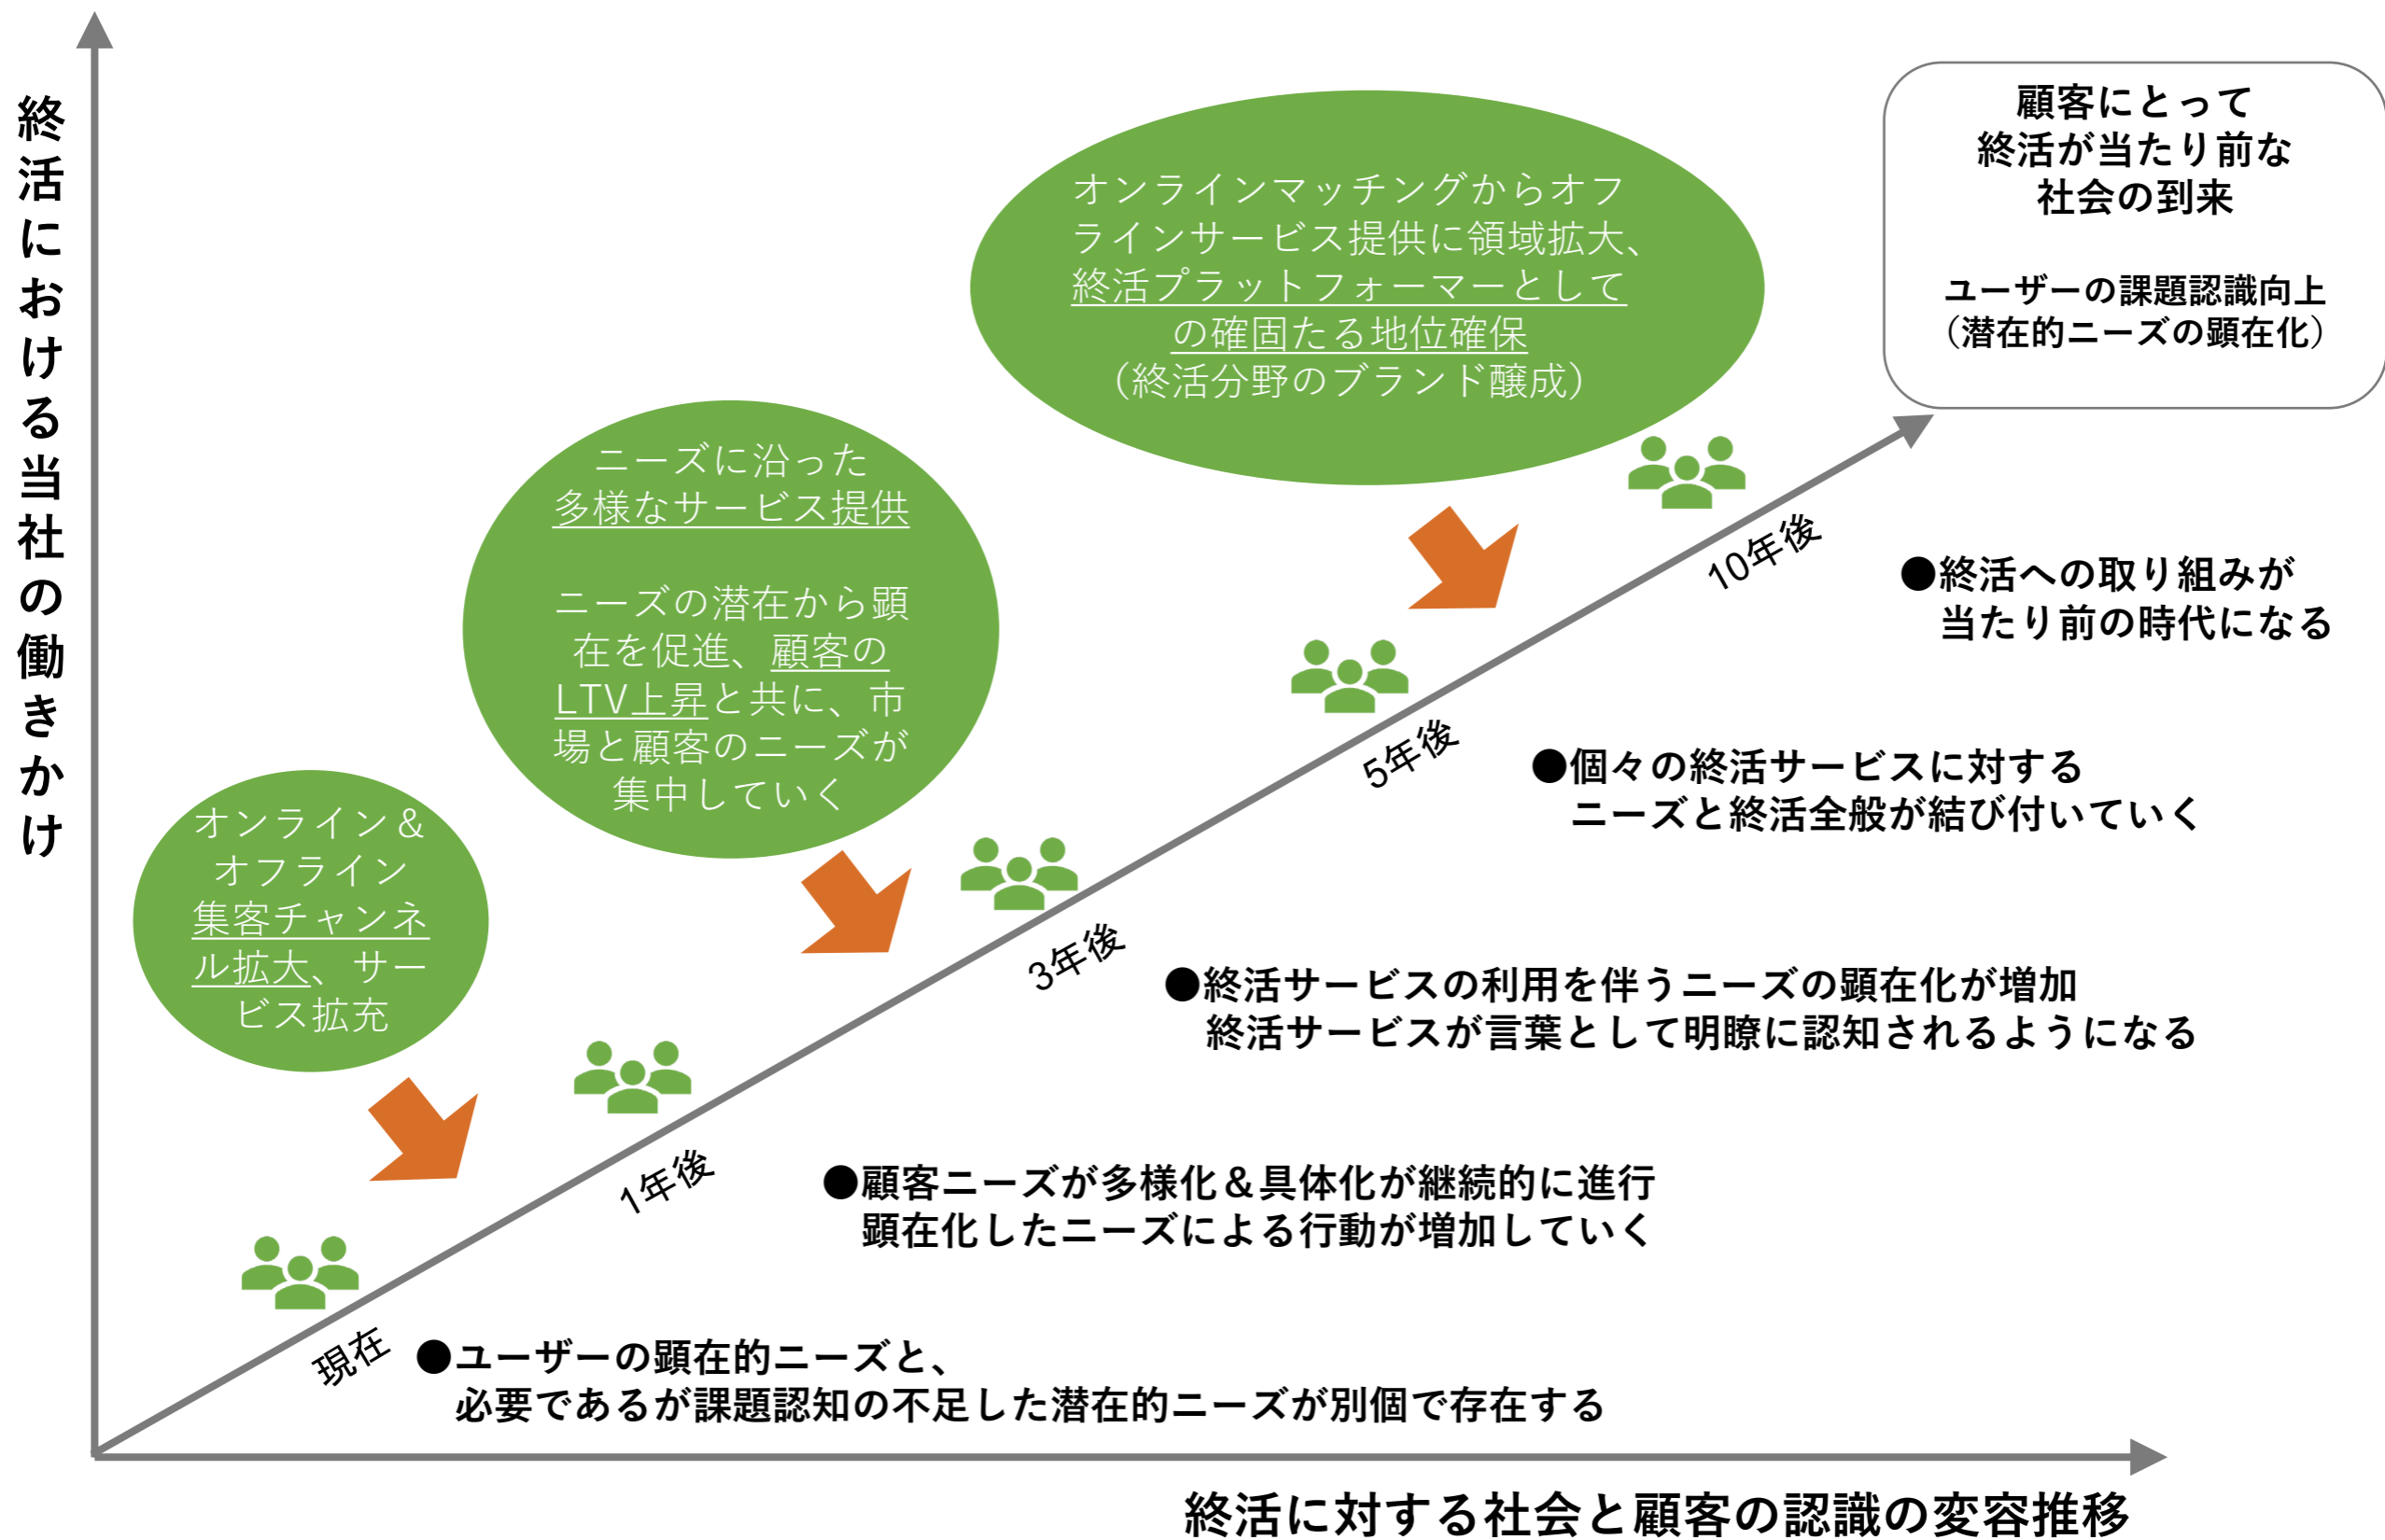 終活における当社の働きかけ
顧客にとって
終活が当たり前な
社会の到来
ユーザーの課題認識向上
（潜在的ニーズの顕在化）
オンラインマッチングからオフ
ラインサービス提供に領域拡大、
終活プラットフォーマーとして
の確固たる地位確保
（終活分野のブランド醸成）
ニーズに沿った
多様なサービス提供
ニーズの潜在から顕
在を促進、顧客の
LTV上昇と共に、市
場と顧客のニーズが
集中していく
オンライン＆
オフライン
集客チャンネ
ル拡大、サー
ビス拡充
10年後
●終活への取り組みが
当たり前の時代になる
5年後
●個々の終活サービスに対する
ニーズと終活全般が結び付いていく
3年後
●終活サービスの利用を伴うニーズの顕在化が増加
終活サービスが言葉として明瞭に認知されるようになる
1年後
●顧客ニーズが多様化＆具体化が継続的に進行
顕在化したニーズによる行動が増加していく
現在
●ユーザーの顕在的ニーズと、
必要であるが課題認知の不足した潜在的ニーズが別個で存在する
終活に対する社会と顧客の認識の変容推移